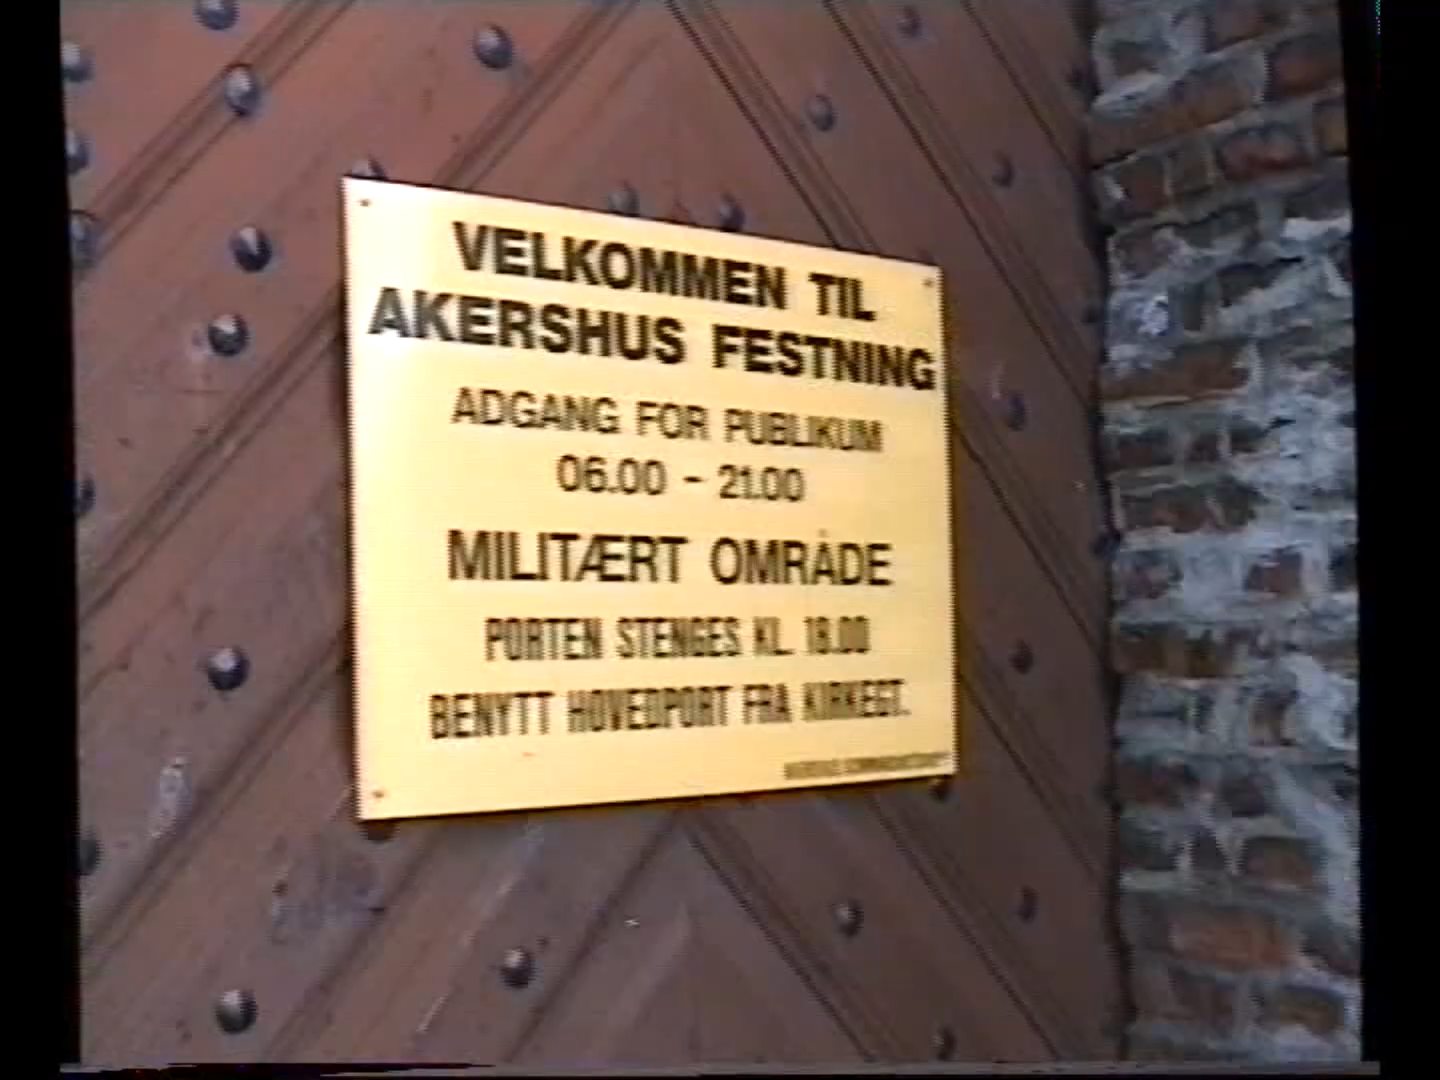 VELKOMMEN TIL
AKERSHUS FESTNING
ADGANG FOR PUBLIKUM
06.00 - 21.00
MILITÆRT OMRÅDE
PORTEN STENGES KL. 18.00
BENYTT HOVEDPORT FRA KIRKEGT.